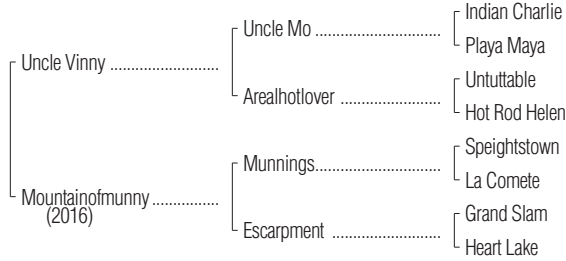 Indian Charlie
Uncle Mo ..............................
Playa Maya
Uncle Vinny ..........................
Untuttable
Arealhotlover ........................
Hot Rod Helen
Speightstown
Munnings..............................
La Comete
Mountainofmunny................
(2016)
Grand Slam
Escarpment ..........................
Heart Lake